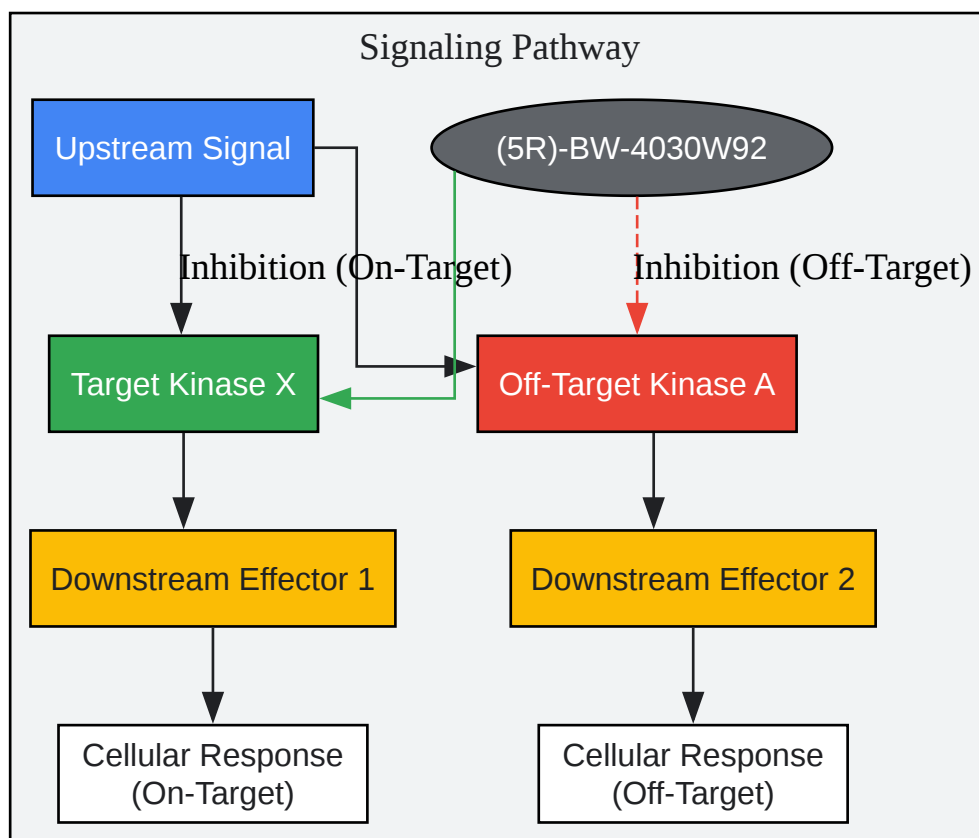 Signaling Pathway
Upstream Signal
(5R)-BW-4030W92
Inhibition (On-Target)
Inhibition (Off-Target)
Target Kinase X
Off-Target Kinase A
Downstream Effector 1
Downstream Effector 2
Cellular Response
(On-Target)
Cellular Response
(Off-Target)